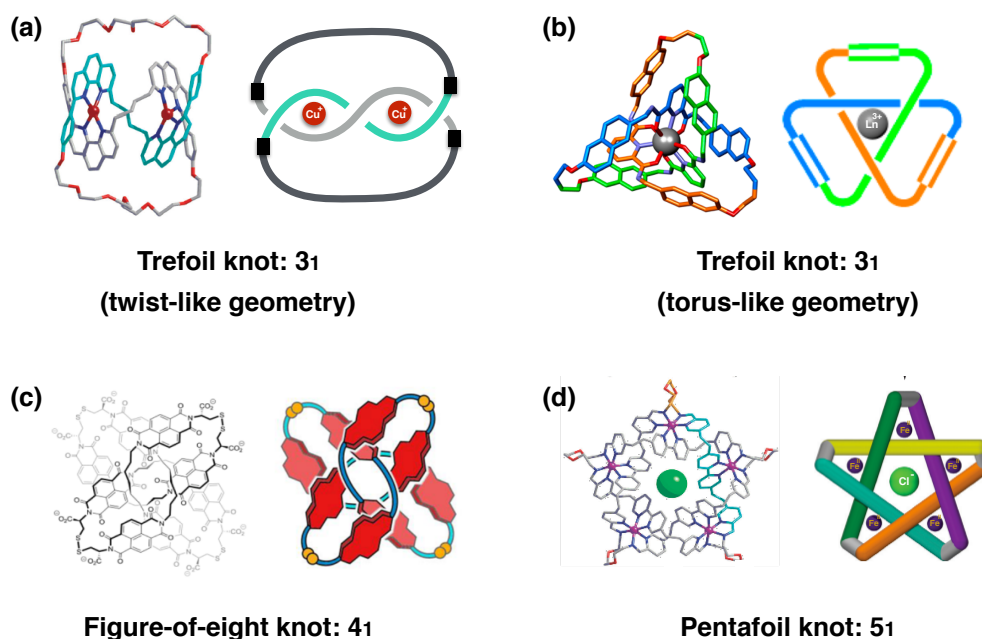 (a)
Cu+
Cu+
Trefoil knot: 31
(twist-like geometry)
(b)
Ln3+
Trefoil knot: 31
(torus-like geometry)
(c)
Figure-of-eight knot: 41
(d)
Fe
Fe
Fe
Fe
Fe
Cl-
Pentafoil knot: 51